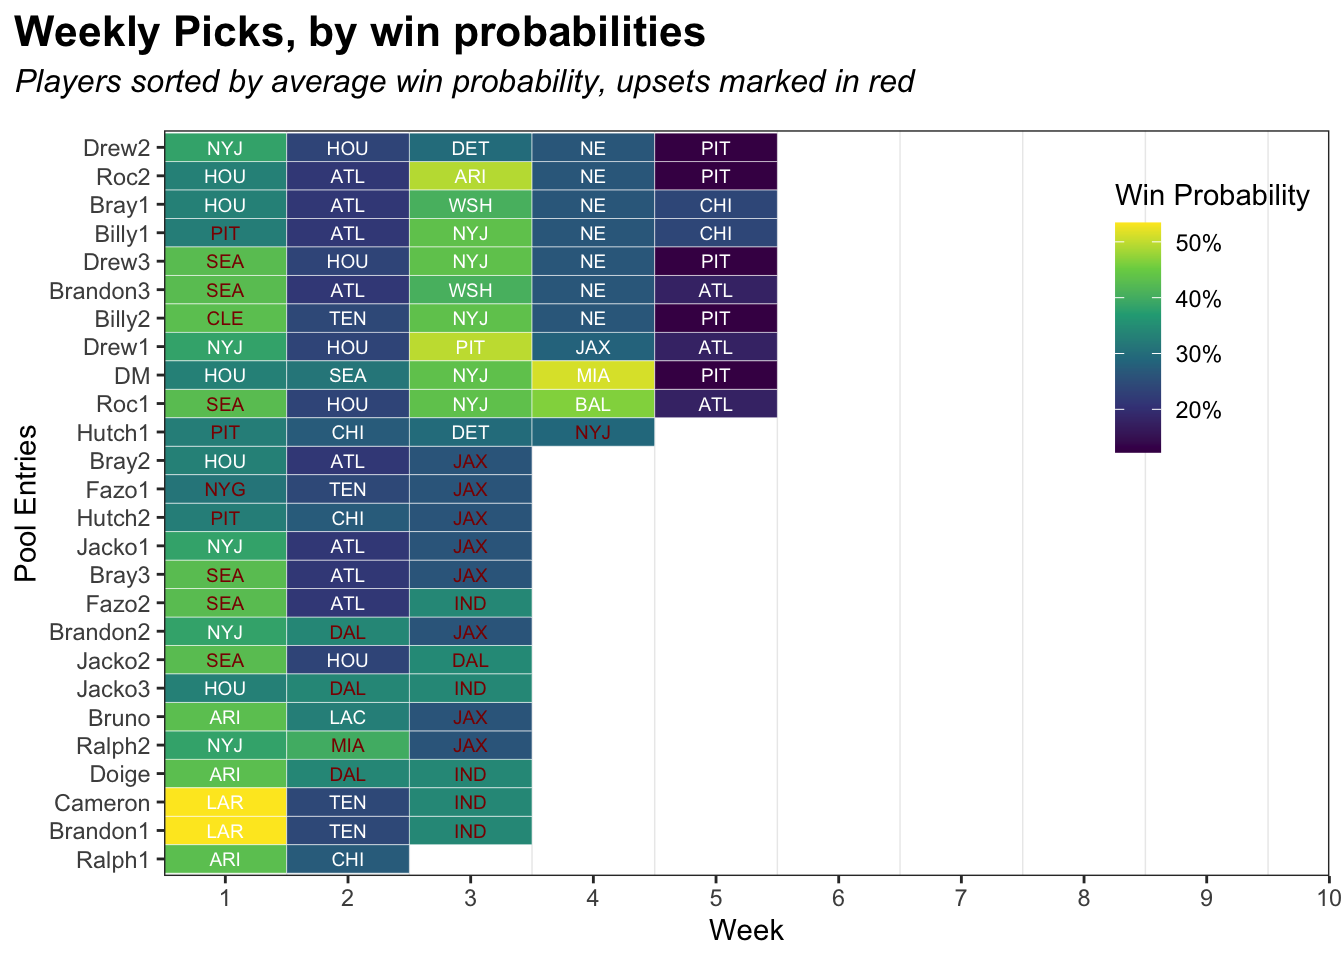 Weekly Picks, by win probabilities
Players sorted by average win probability, upsets marked in red
Drew2 NYJ HOU DET NE PIT
Roc2 HOU ATL ARI NE PIT
Bray1 HOU ATL WSH NE CHI
Billy1 PIT ATL NYJ NE CHI
Drew3 SEA HOU NYJ NE PIT
Brandon3 SEA ATL WSH NE ATL
Billy2 CLE TEN NYJ NE PIT
Drew1 NYJ HOU PIT JAX ATL
DM HOU SEA NYJ MIA PIT
Roc1 SEA HOU NYJ BAL ATL
Hutch1 PIT CHI DET NYJ
Bray2 HOU ATL JAX
Fazo1 NYG TEN JAX
Hutch2 PIT CHI JAX
Jacko1 NYJ ATL JAX
Bray3 SEA ATL JAX
Fazo2 SEA ATL IND
Brandon2 NYJ DAL JAX
Jacko2 SEA HOU DAL
Jacko3 HOU DAL IND
Bruno ARI LAC JAX
Ralph2 NYJ MIA JAX
Doige ARI DAL IND
Cameron LAR TEN IND
Brandon1 LAR TEN IND
Ralph1 ARI CHI
1 2 3 4 5 6 7 8 9 10
Week
Pool Entries
Win Probability
50%
40%
30%
20%